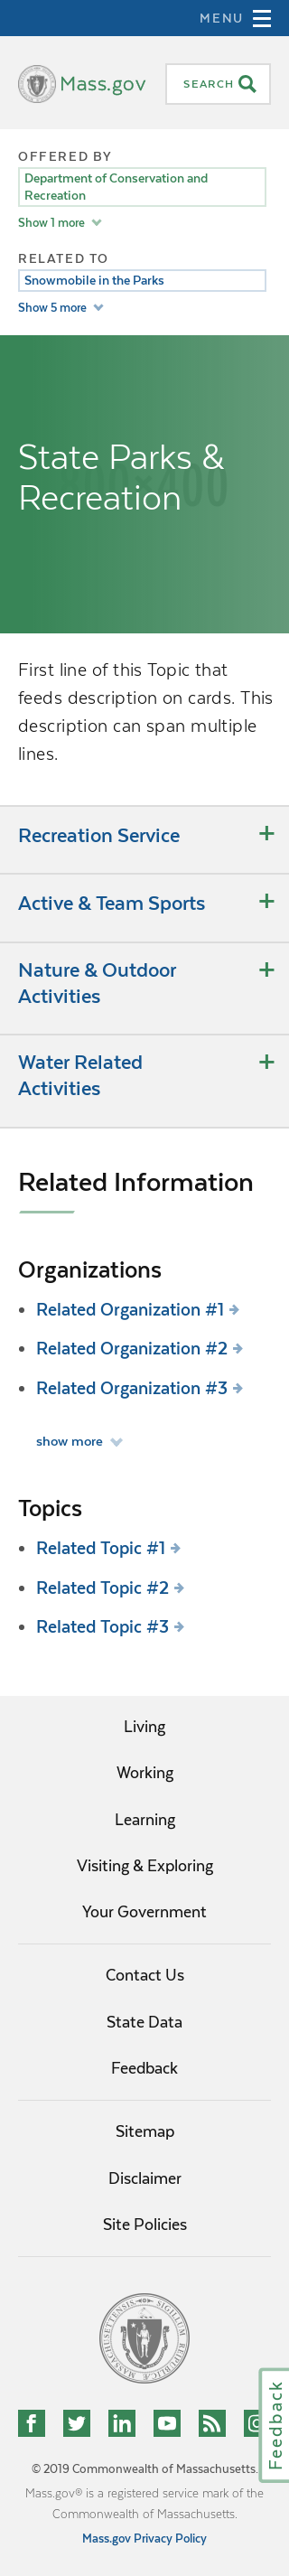 MENU
Mass.gov
SEARCH
OFFERED BY
Department of Conservation and
Recreation
Show 1 more
RELATED TO
Snowmobile in the Parks
Show 5 more
State Parks &
Recreation
First line of this Topic that
feeds description on cards. This
description can span multiple
lines.
Recreation Service
Active & Team Sports
Nature & Outdoor
Activities
Water Related
Activities
Related Information
Organizations
Related Organization #1
Related Organization #2
Related Organization #3
show more
Topics
Related Topic #1
Related Topic #2
Related Topic #3
Living
Working
Learning
Visiting & Exploring
Your Government
Contact Us
State Data
Feedback
Sitemap
Disclaimer
Site Policies
Feedback
© 2019 Commonwealth of Massachusetts.
Mass.gov® is a registered service mark of the
Commonwealth of Massachusetts.
Mass.gov Privacy Policy